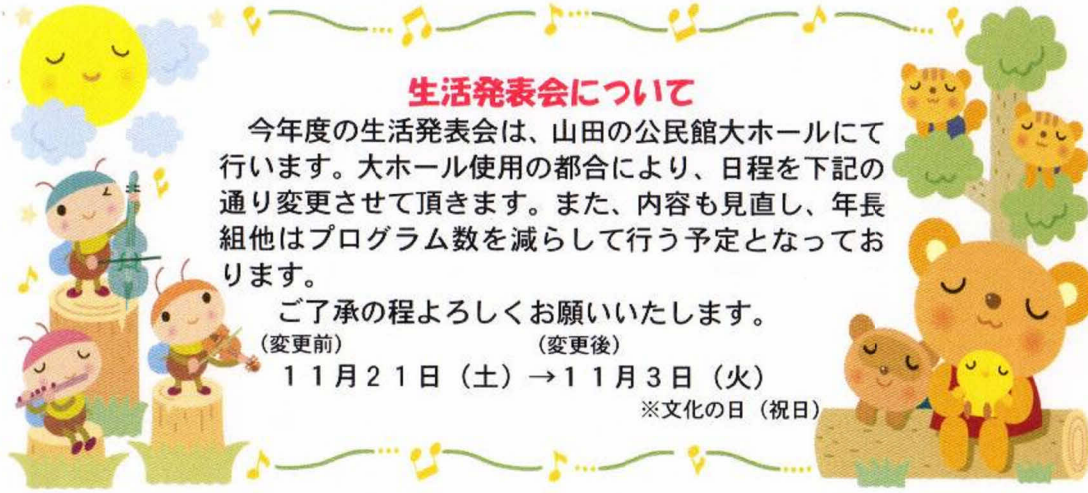 生活発表会について
今年度の生活発表会は、山田の公民館大ホールにて
行います。大ホール使用の都合により、日程を下記の
通り変更させて頂きます。また、内容も見直し、年長
組他はプログラム数を減らして行う予定となってお
ります。
ご了承の程よろしくお願いいたします。
(変更前) (変更後)
11月21日(土)→11月3日(火)
※文化の日(祝日)